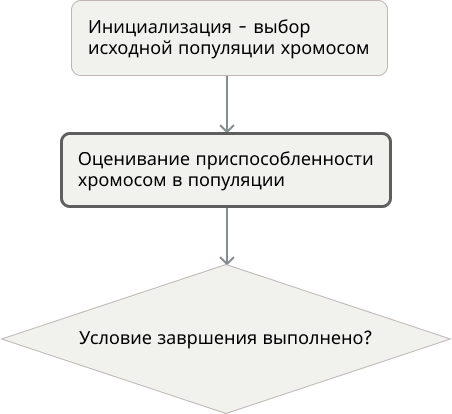 Инициализация - выбор
исходной популяции хромосом
Оценивание приспособленности
хромосом в популяции
Условие завршения выполнено?